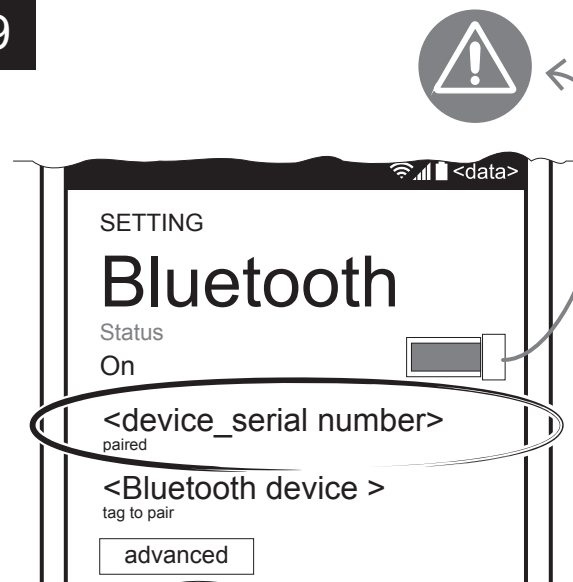 9
<data>
SETTING
Bluetooth
Status
On
<device_serial number>
paired
<Bluetooth device >
tag to pair
advanced